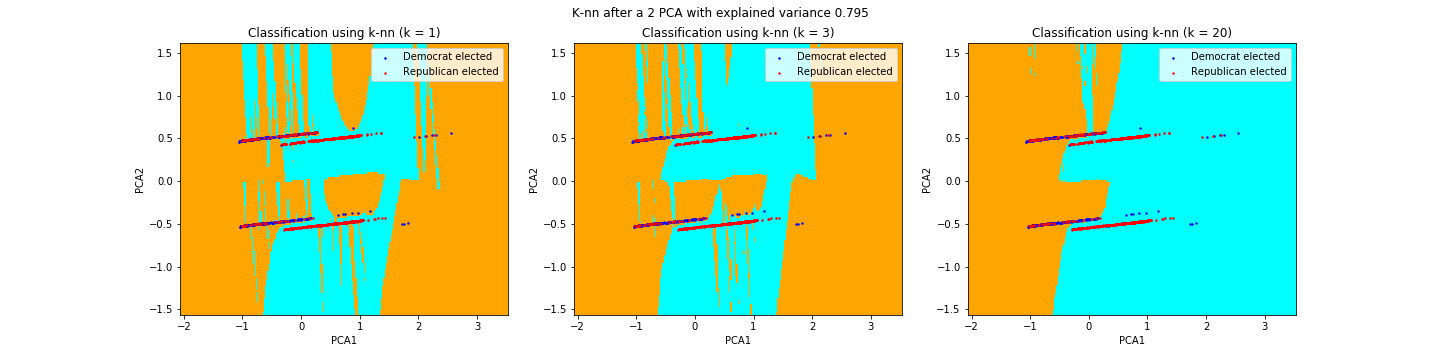 K-nn after a 2 PCA with explained variance 0.795
Classification using k-nn (k = 1)
Democrat elected
Republican elected
1.5
1.0
0.5
0.0
−0.5
−1.0
−1.5
PCA2
−2
−1
0
1
2
3
PCA1
Classification using k-nn (k = 3)
Democrat elected
Republican elected
1.5
1.0
0.5
0.0
−0.5
−1.0
−1.5
PCA2
−2
−1
0
1
2
3
PCA1
Classification using k-nn (k = 20)
Democrat elected
Republican elected
1.5
1.0
0.5
0.0
−0.5
−1.0
−1.5
PCA2
−2
−1
0
1
2
3
PCA1